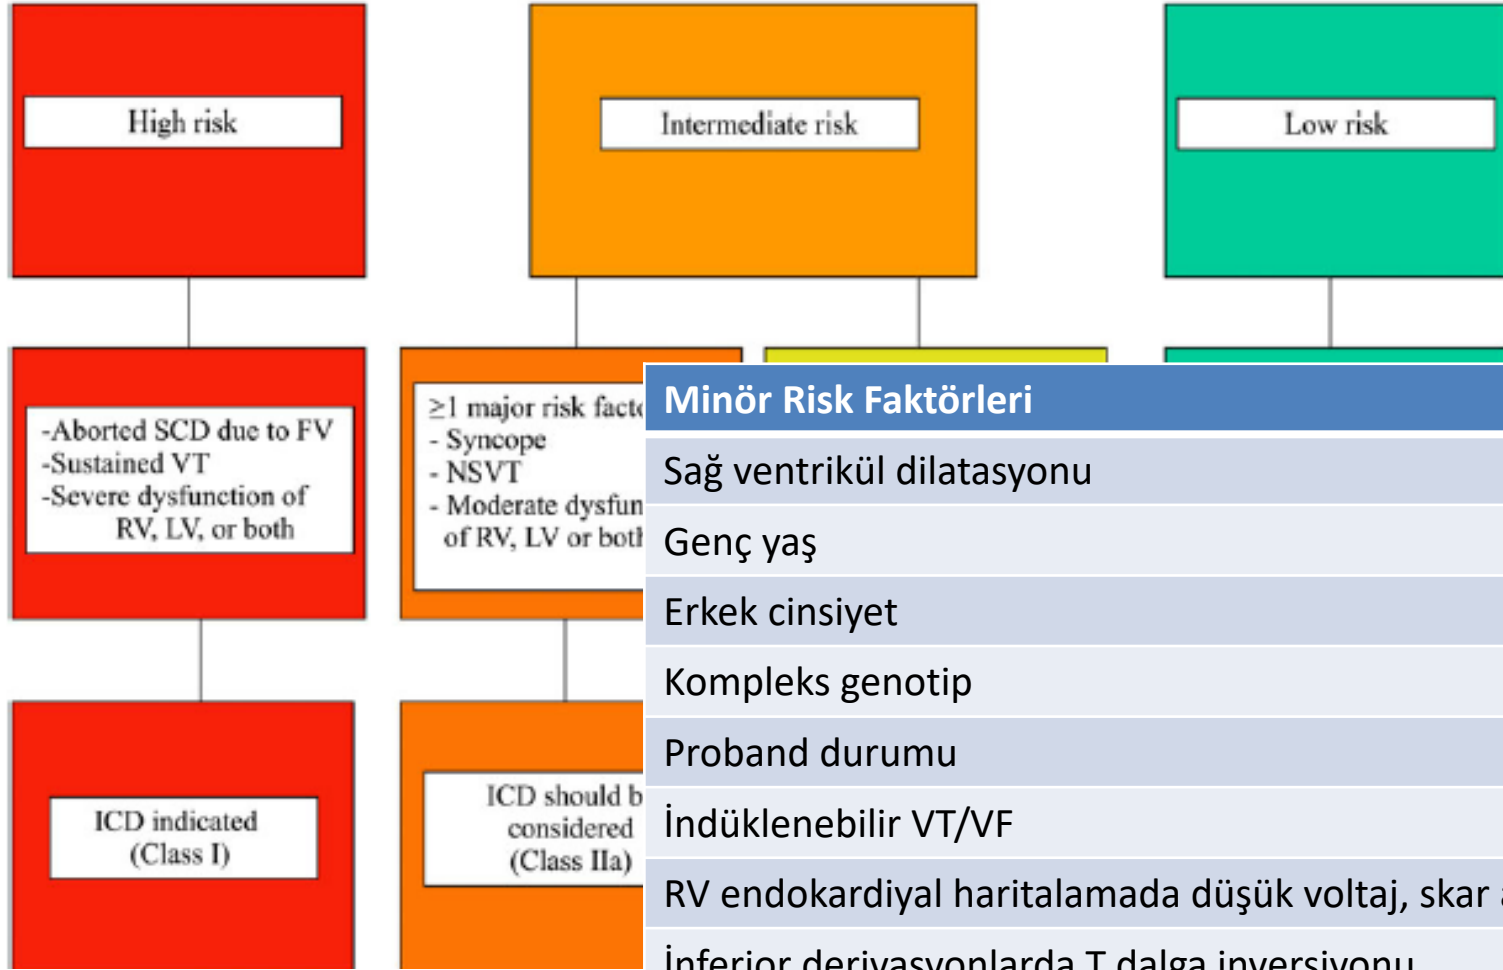 High risk
Intermediate risk
Low risk
-Aborted SCD due to FV
-Sustained VT
-Severe dysfunction of
RV, LV, or both
≥1 major risk
- Syncope
- NSVT
- Moderate
of RV, LV or
ICD indicated
(Class I)
ICD should
considered
(Class IIa)
Minör Risk Faktörleri
Sağ ventrikül dilatasyonu
Genç yaş
Erkek cinsiyet
Kompleks genotip
Proband durumu
İndüklenebilir VT/VF
RV endokardiyal haritalamada düşük voltaj, skar
İnferior derivasyonlarda T dalga inversiyonu